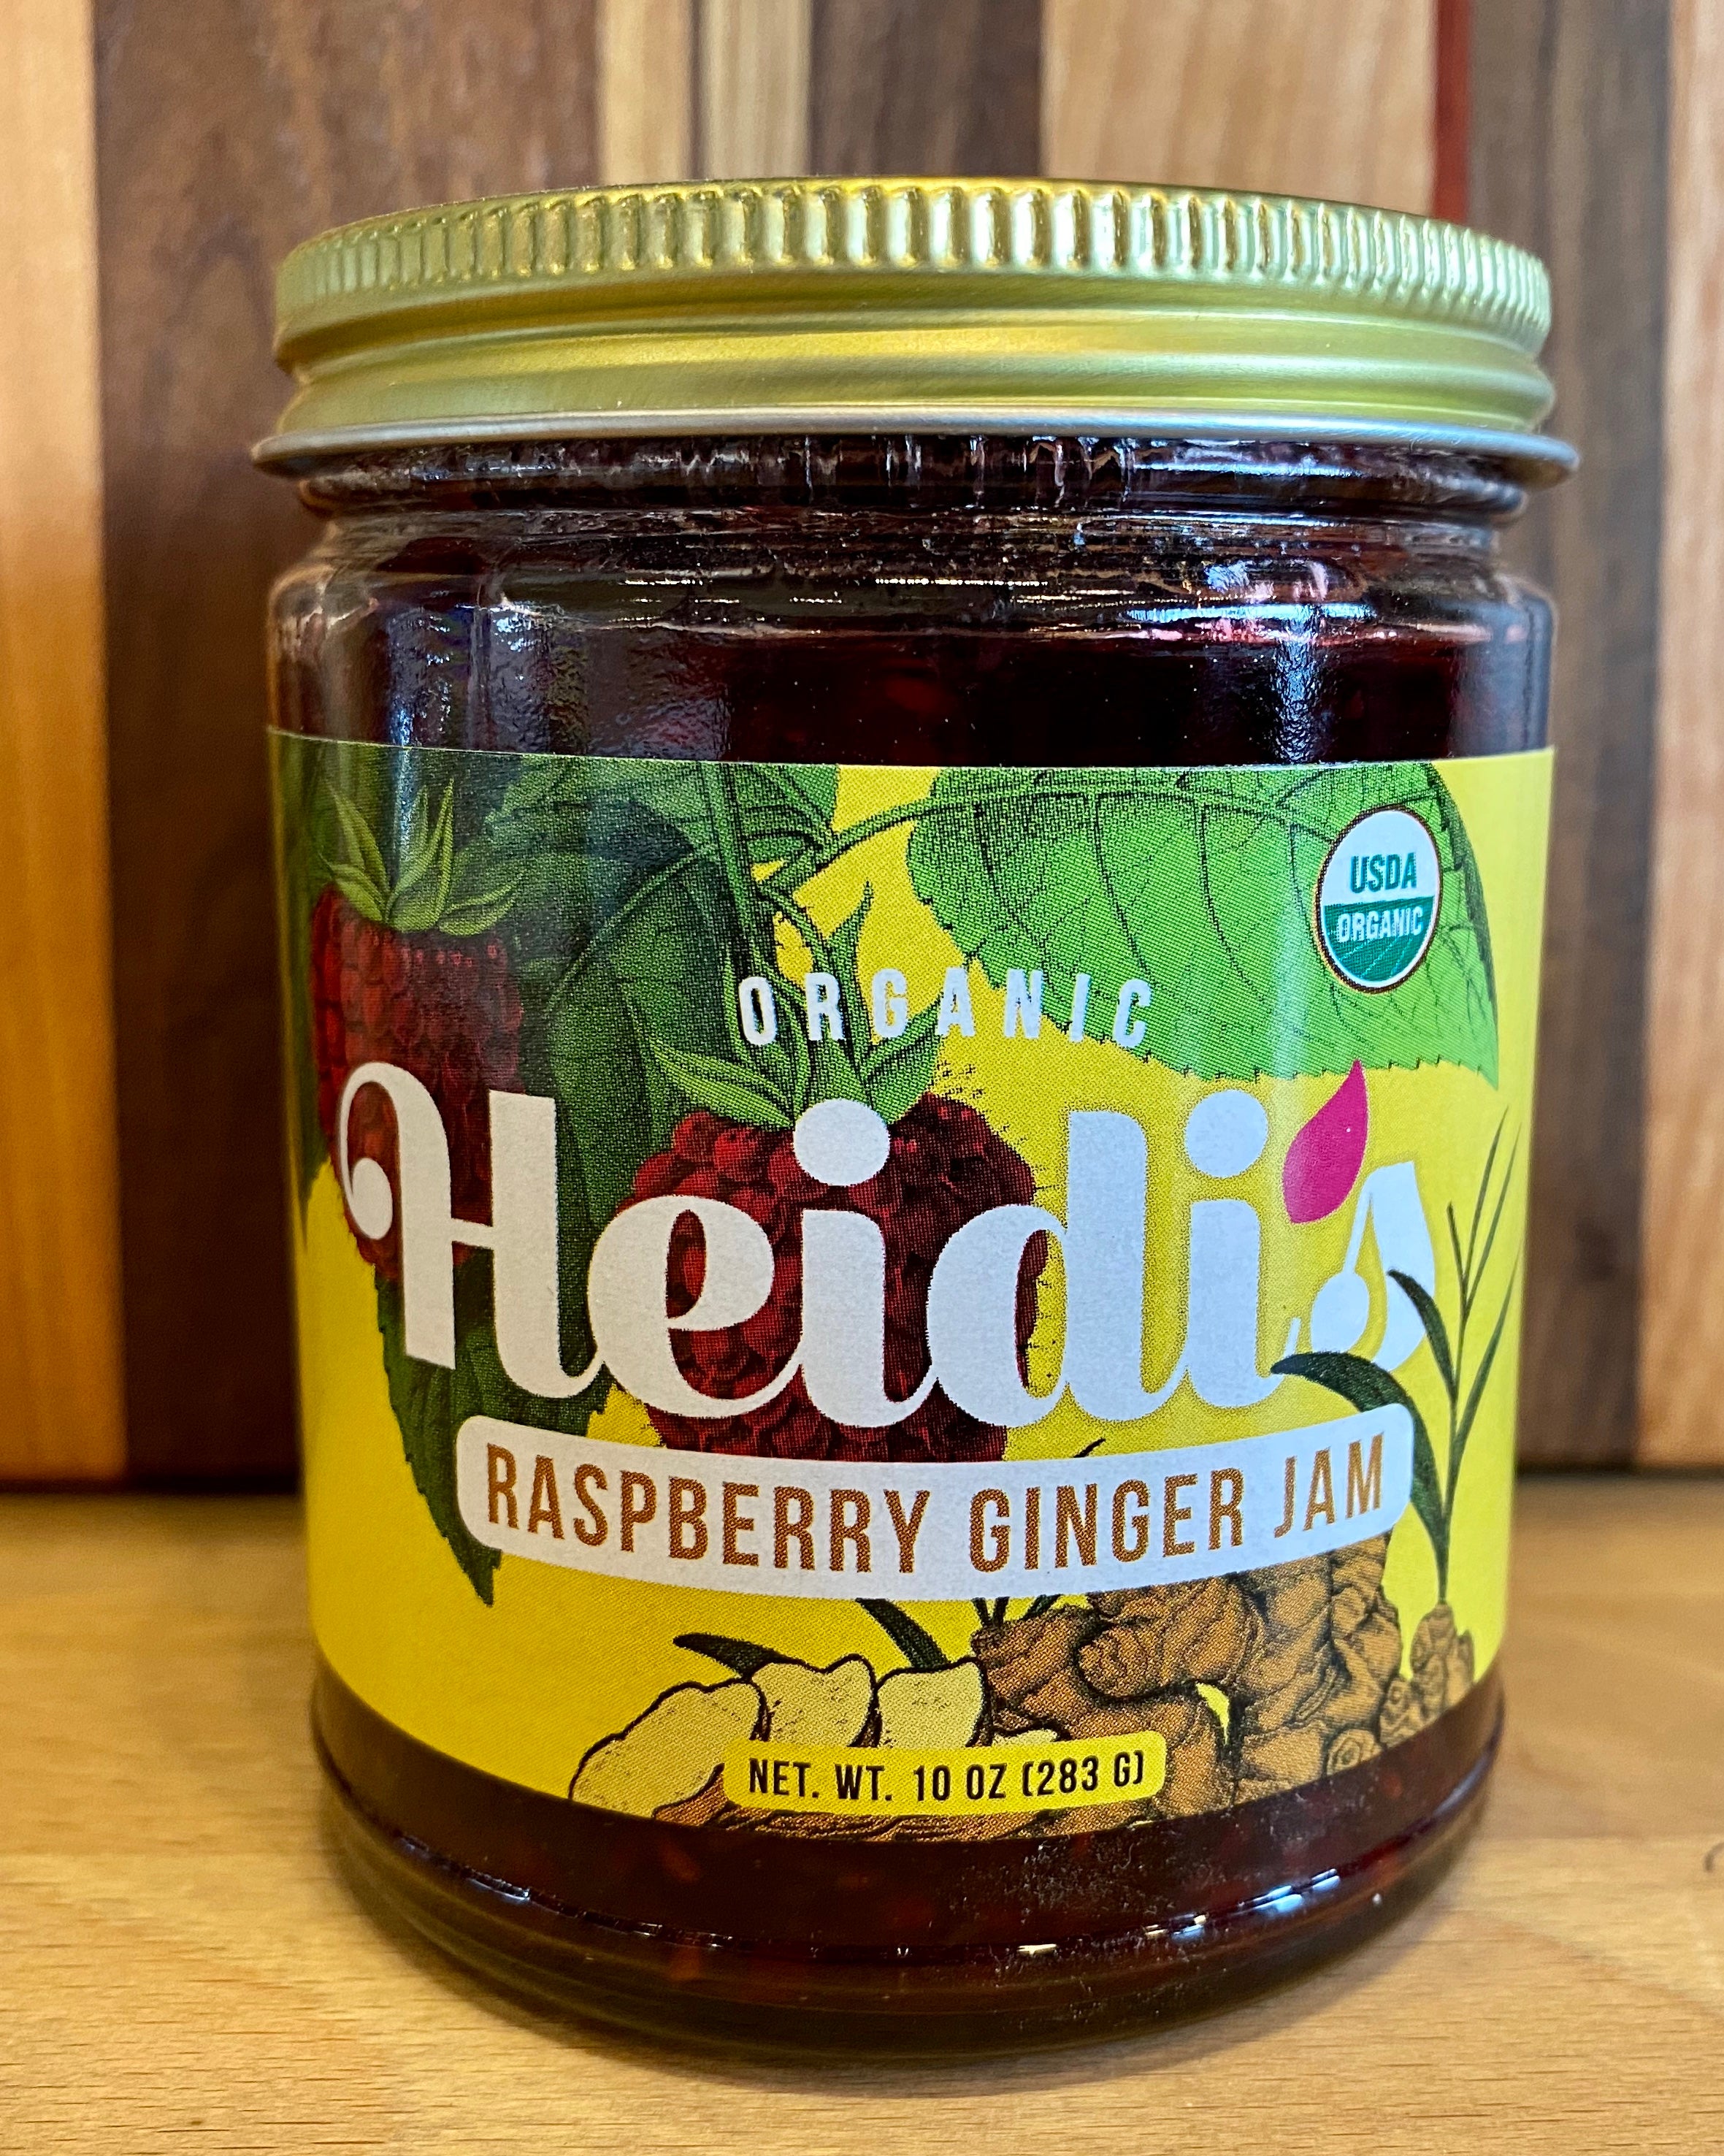 USDA
ORGANIC
ORGANIC
Heidi's
RASPBERRY GINGER JAM
NET. WT. 10 OZ (283 G)